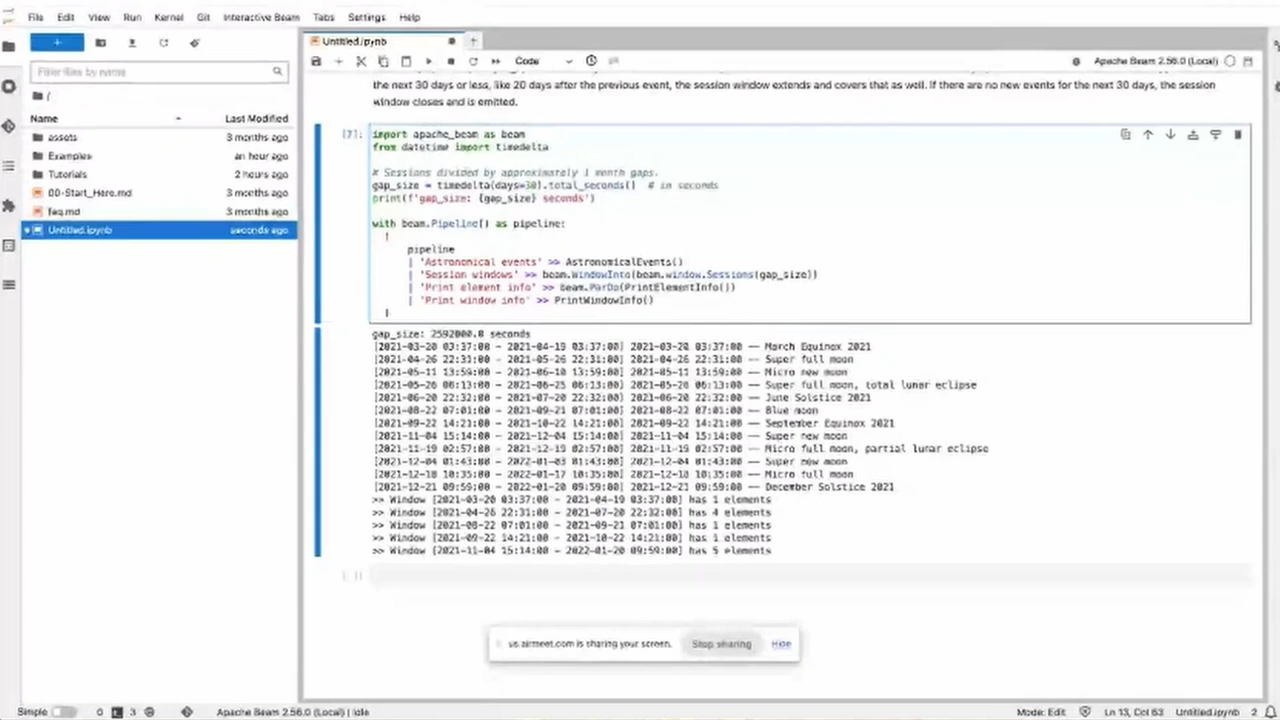 File Edit View Run Kernel Git Interactive Beam Tabs Settings Help
Untitled.ipynb
Filter files by name
Code
Apache Beam 2.56.0 (Local)
/
Name Last Modified
assets 3 months ago
Examples an hour ago
Tutorials 2 hours ago
00-Start_Here.md 3 months ago
faq.md 3 months ago
Untitled.ipynb seconds ago
the next 30 days or less, like 20 days after the previous event, the session window extends and covers that as well. If there are no new events for the next 30 days, the session
window closes and is emitted.
[7]: import apache_beam as beam
from datetime import timedelta
# Sessions divided by approximately 1 month gaps.
gap_size = timedelta(days=30).total_seconds() # in seconds
print(f'gap_size: {gap_size} seconds')
with beam.Pipeline() as pipeline:
(
pipeline
| 'Astronomical events' >> AstronomicalEvents()
| 'Session windows' >> beam.WindowInto(beam.window.Sessions(gap_size))
| 'Print element info' >> beam.ParDo(PrintElementInfo())
| 'Print window info' >> PrintWindowInfo()
)
gap_size: 2592000.0 seconds
[2021-03-20 03:37:00 - 2021-04-19 03:37:00] 2021-03-20 03:37:00 -- March Equinox 2021
[2021-04-26 22:31:00 - 2021-05-26 22:31:00] 2021-04-26 22:31:00 -- Super full moon
[2021-05-11 13:59:00 - 2021-06-10 13:59:00] 2021-05-11 13:59:00 -- Micro new moon
[2021-05-26 06:13:00 - 2021-06-25 06:13:00] 2021-05-26 06:13:00 -- Super full moon, total lunar eclipse
[2021-06-20 22:32:00 - 2021-07-20 22:32:00] 2021-06-20 22:32:00 -- June Solstice 2021
[2021-08-22 07:01:00 - 2021-09-21 07:01:00] 2021-08-22 07:01:00 -- Blue moon
[2021-09-22 14:21:00 - 2021-10-22 14:21:00] 2021-09-22 14:21:00 -- September Equinox 2021
[2021-11-04 15:14:00 - 2021-12-04 15:14:00] 2021-11-04 15:14:00 -- Super new moon
[2021-11-19 02:57:00 - 2021-12-19 02:57:00] 2021-11-19 02:57:00 -- Micro full moon, partial lunar eclipse
[2021-12-04 01:43:00 - 2022-01-03 01:43:00] 2021-12-04 01:43:00 -- Super new moon
[2021-12-18 10:35:00 - 2022-01-17 10:35:00] 2021-12-18 10:35:00 -- Micro full moon
[2021-12-21 09:59:00 - 2022-01-20 09:59:00] 2021-12-21 09:59:00 -- December Solstice 2021
>> Window [2021-03-20 03:37:00 - 2021-04-19 03:37:00] has 1 elements
>> Window [2021-04-26 22:31:00 - 2021-07-20 22:32:00] has 4 elements
>> Window [2021-08-22 07:01:00 - 2021-09-21 07:01:00] has 1 elements
>> Window [2021-09-22 14:21:00 - 2021-10-22 14:21:00] has 1 elements
>> Window [2021-11-04 15:14:00 - 2022-01-20 09:59:00] has 5 elements
[ ]:
us.airmeet.com is sharing your screen. Stop sharing Hide
Simple 0 3 Apache Beam 2.56.0 (Local) | Idle Mode: Edit Ln 13, Col 63 Untitled.ipynb 2